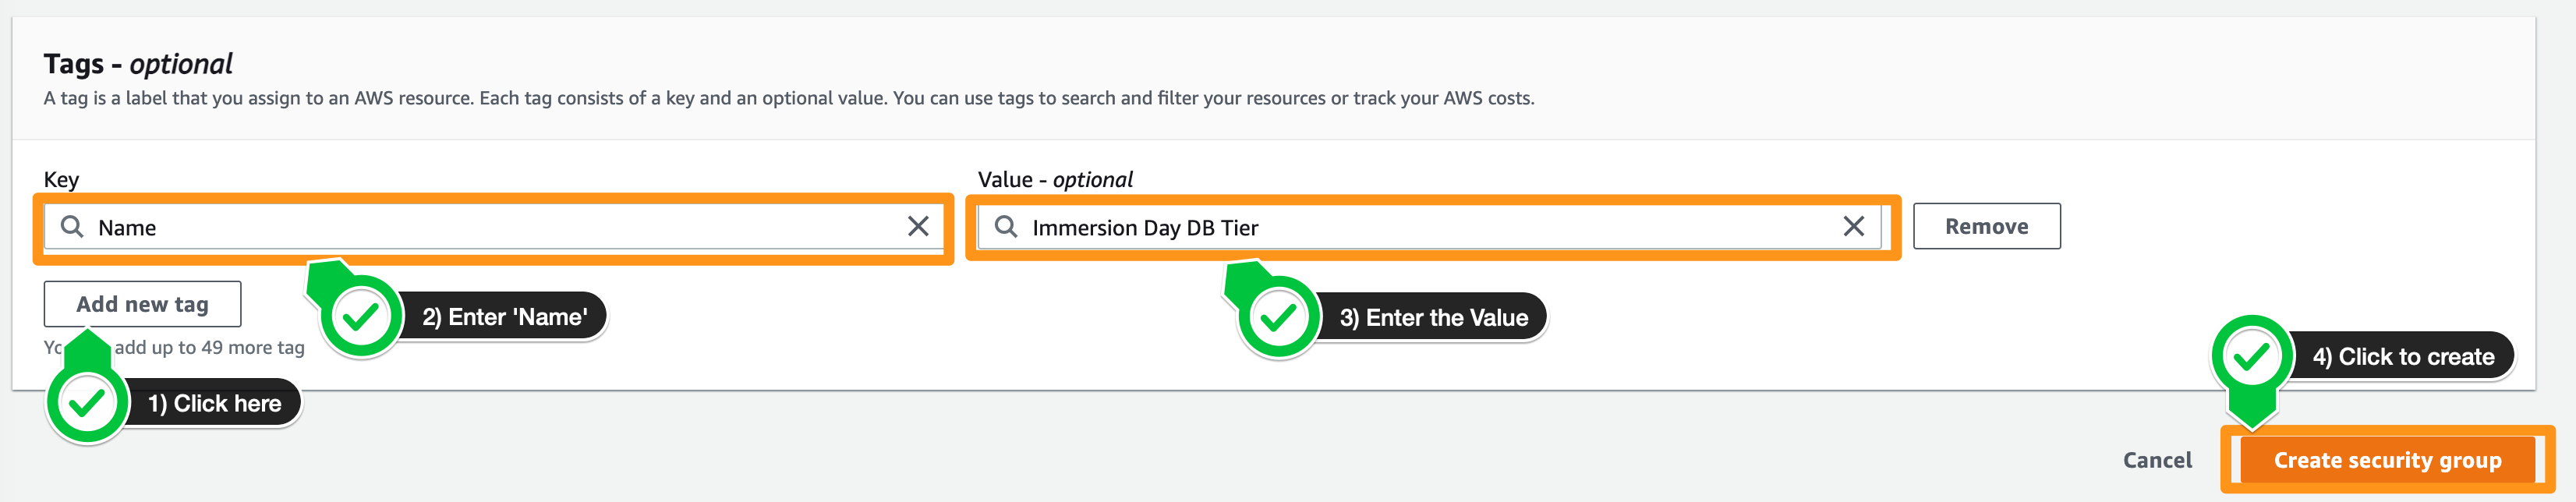 Tags - optional
A tag is a label that you assign to an AWS resource. Each tag consists of a key and an optional value. You can use tags to search and filter your resources or track your AWS costs.
Key
Value - optional
Name
Immersion Day DB Tier
Remove
Add new tag
2) Enter 'Name'
3) Enter the Value
add up to 49 more tag
4) Click to create
1) Click here
Cancel
Create security group